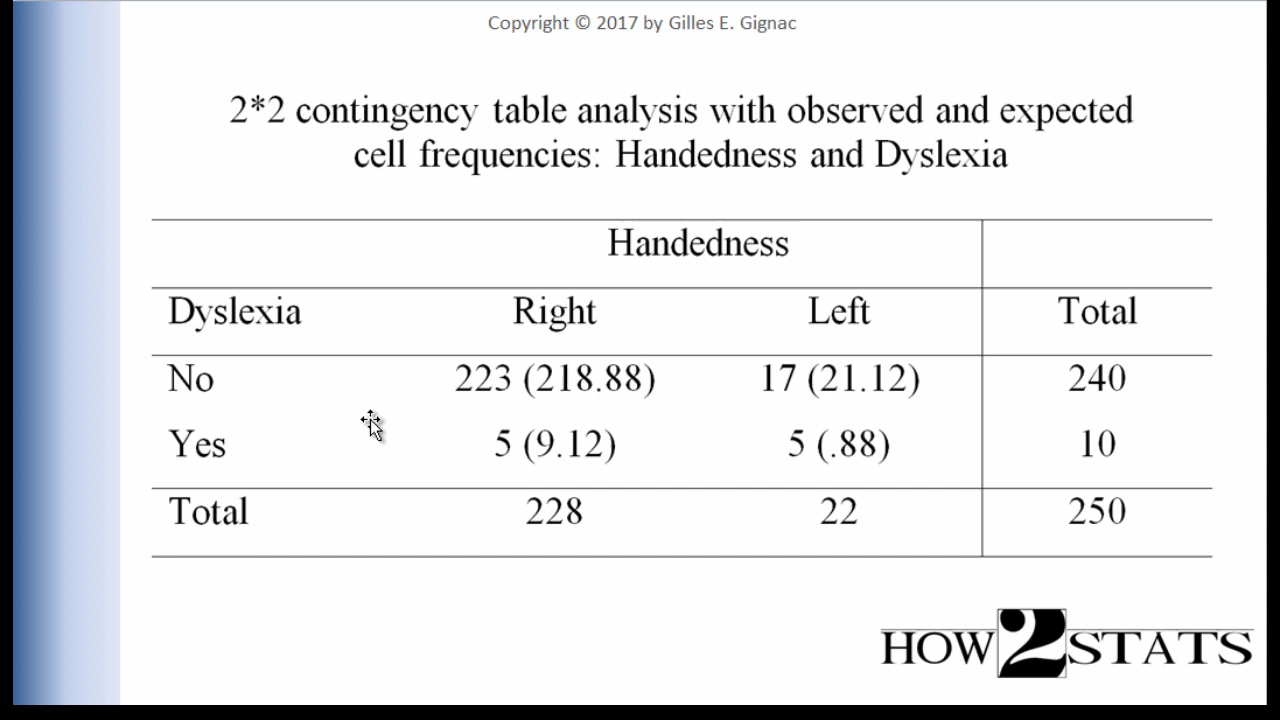 Copyright © 2017 by Gilles E. Gignac
2*2 contingency table analysis with observed and expected
cell frequencies: Handedness and Dyslexia
Handedness
Dyslexia Right Left Total
No 223 (218.88) 17 (21.12) 240
Yes 5 (9.12) 5 (.88) 10
Total 228 22 250
HOW2STATS